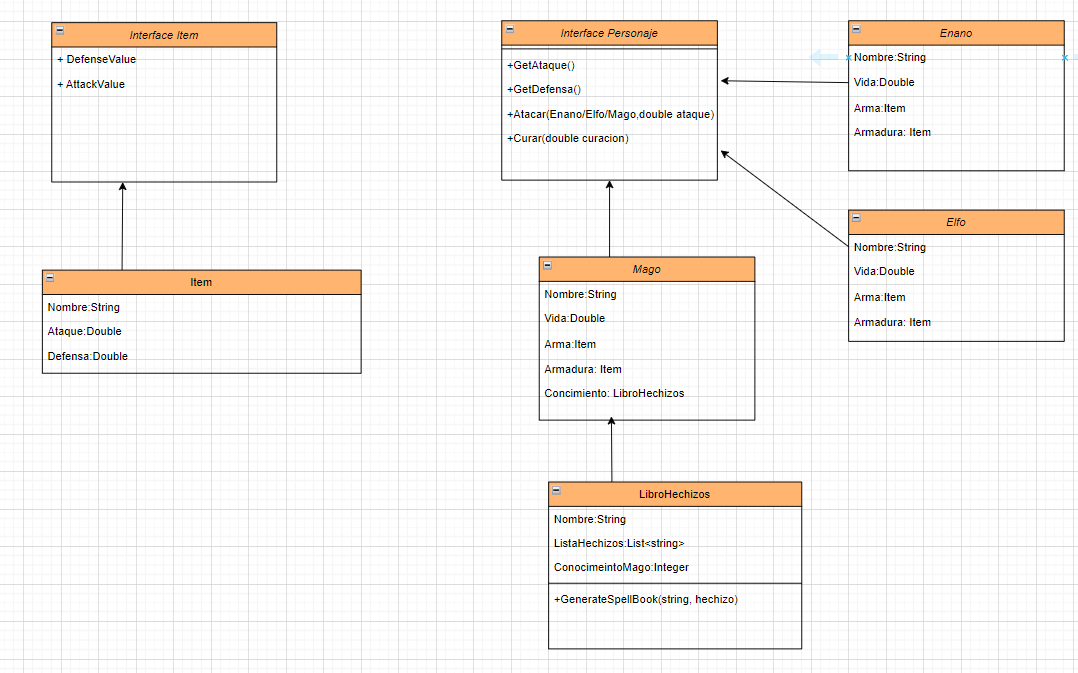 Interface Item
+ DefenseValue
+ AttackValue
Interface Personaje
+GetAtaque()
+GetDefensa()
+Atacar(Enano/Elfo/Mago,double ataque)
+Curar(double curacion)
Enano
Nombre:String
Vida:Double
Arma:Item
Armadura: Item
Elfo
Nombre:String
Vida:Double
Arma:Item
Armadura: Item
Item
Nombre:String
Ataque:Double
Defensa:Double
Mago
Nombre:String
Vida:Double
Arma:Item
Armadura: Item
Concimiento: LibroHechizos
LibroHechizos
Nombre:String
ListaHechizos:List<string>
ConocimeintoMago:Integer
+GenerateSpellBook(string, hechizo)